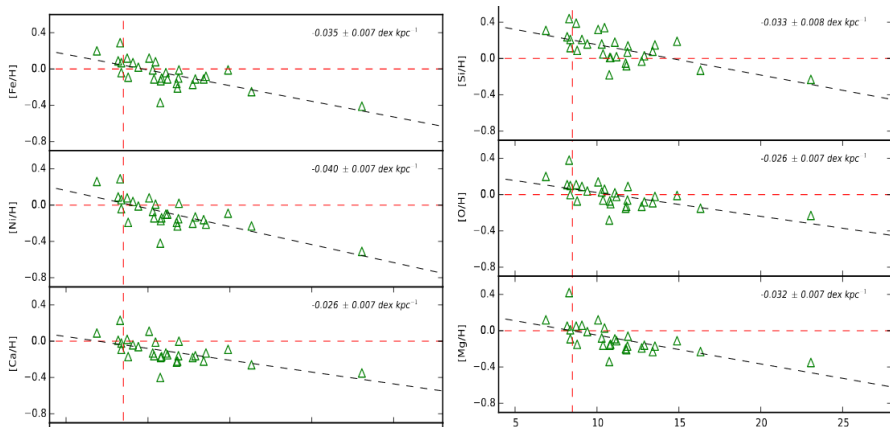 -0.035 ± 0.007 dex kpc⁻¹
0.4
0.0
−0.4
−0.8
[Fe/H]
-0.040 ± 0.007 dex kpc⁻¹
0.4
0.0
−0.4
−0.8
[Ni/H]
-0.026 ± 0.007 dex kpc⁻¹
0.4
0.0
−0.4
−0.8
[Ca/H]
-0.033 ± 0.008 dex kpc⁻¹
0.4
0.0
−0.4
−0.8
[Si/H]
-0.026 ± 0.007 dex kpc⁻¹
0.4
0.0
−0.4
−0.8
[O/H]
-0.032 ± 0.007 dex kpc⁻¹
0.4
0.0
−0.4
−0.8
[Mg/H]
5 10 15 20 25